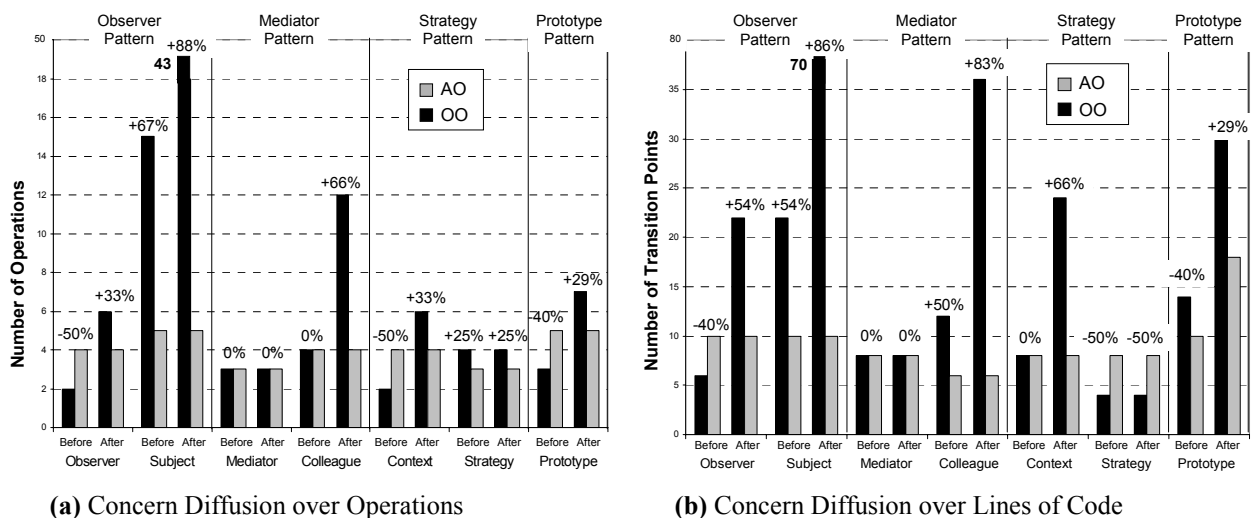 Observer Pattern
Mediator Pattern
Strategy Pattern
Prototype Pattern
Number of Operations
50
18
16
14
12
10
8
6
4
2
0
AO
OO
-50%
+33%
+67%
43
+88%
0%
0%
0%
+66%
-50%
+33%
+25%
+25%
-40%
+29%
Before After Before After Before After Before After Before After Before After Before After
Observer Subject Mediator Colleague Context Strategy Prototype
(a) Concern Diffusion over Operations
Observer Pattern
Mediator Pattern
Strategy Pattern
Prototype Pattern
Number of Transition Points
80
35
30
25
20
15
10
5
0
AO
OO
-40%
+54%
+54%
70
+86%
0%
0%
+50%
+83%
0%
+66%
-50%
-50%
-40%
+29%
Before After Before After Before After Before After Before After Before After Before After
Observer Subject Mediator Colleague Context Strategy Prototype
(b) Concern Diffusion over Lines of Code